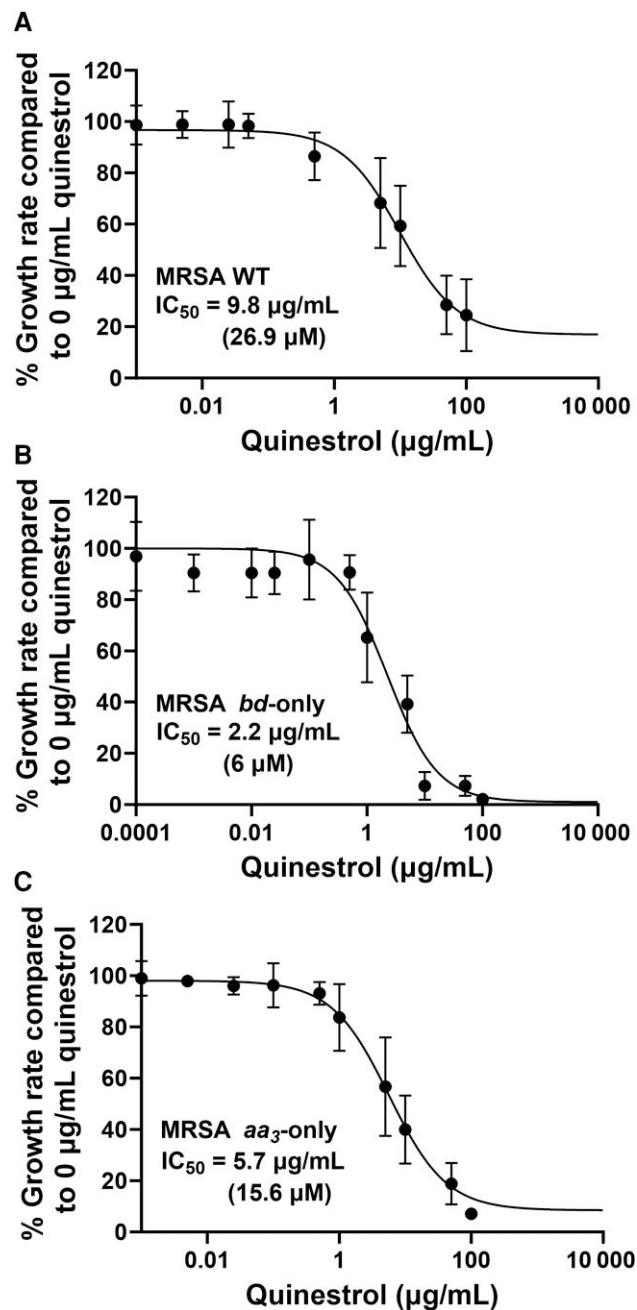 A
% Growth rate compared
to 0 µg/mL quinestrol
120
100
80
60
40
20
0
MRSA WT
IC50 = 9.8 µg/mL
(26.9 µM)
0.01 1 100 10 000
Quinestrol (µg/mL)
B
% Growth rate compared
to 0 µg/mL quinestrol
120
100
80
60
40
20
0
MRSA bd-only
IC50 = 2.2 µg/mL
(6 µM)
0.0001 0.01 1 100 10 000
Quinestrol (µg/mL)
C
% Growth rate compared
to 0 µg/mL quinestrol
120
100
80
60
40
20
0
MRSA aa3-only
IC50 = 5.7 µg/mL
(15.6 µM)
0.01 1 100 10 000
Quinestrol (µg/mL)